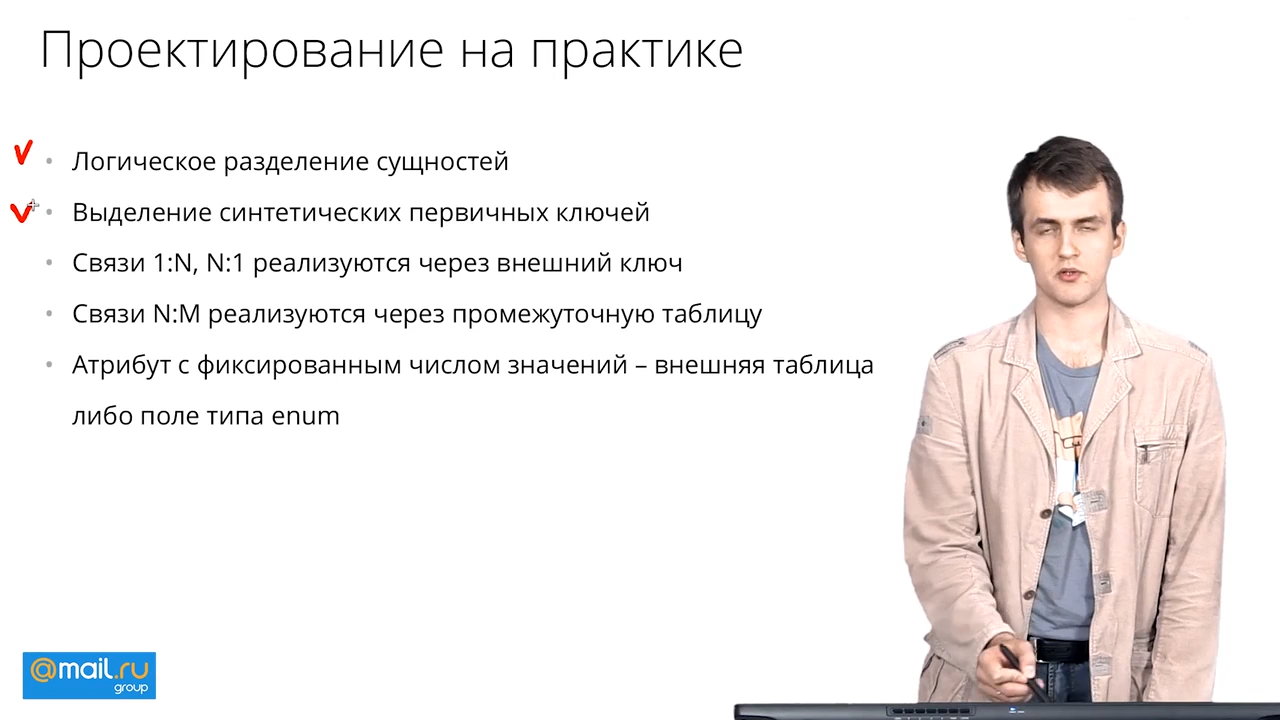 Проектирование на практике
• Логическое разделение сущностей
• Выделение синтетических первичных ключей
• Связи 1:N, N:1 реализуются через внешний ключ
• Связи N:M реализуются через промежуточную таблицу
• Атрибут с фиксированным числом значений – внешняя таблица
либо поле типа enum
@mail.ru
group